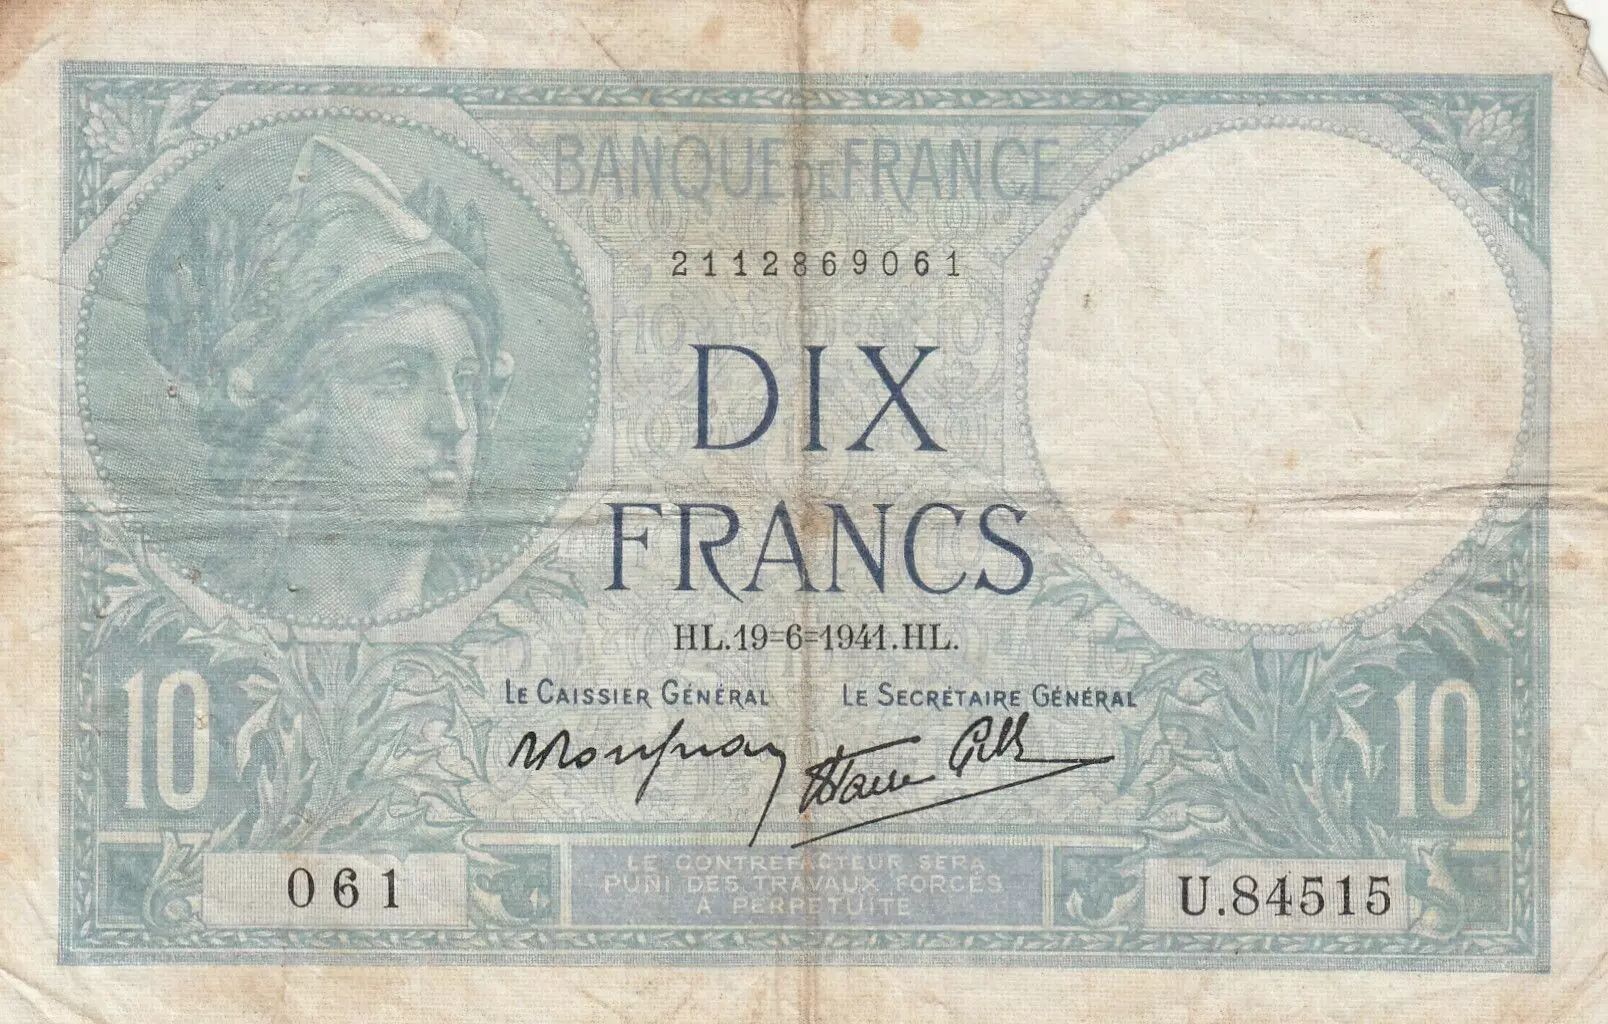 BANQUE DE FRANCE
2112869061
DIX
FRANCS
HL.19=6=1941.HL.
LE CAISSIER GÉNÉRAL LE SECRÉTAIRE GÉNÉRAL
10 10
061 U.84515
LE CONTREFACTEUR SERA
PUNI DES TRAVAUX FORCÉS
À PERPÉTUITÉ